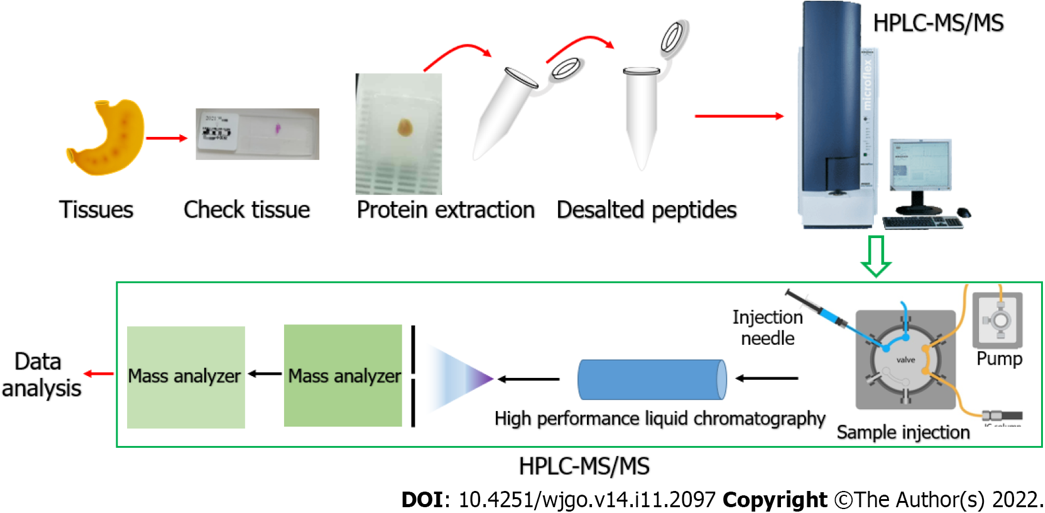 HPLC-MS/MS
microflex
Tissues
Check tissue
Protein extraction
Desalted peptides
Injection
needle
valve
Pump
Data
analysis
Mass analyzer
Mass analyzer
High performance liquid chromatography
Sample injection
HPLC-MS/MS
DOI: 10.4251/wjgo.v14.i11.2097 Copyright ©The Author(s) 2022.